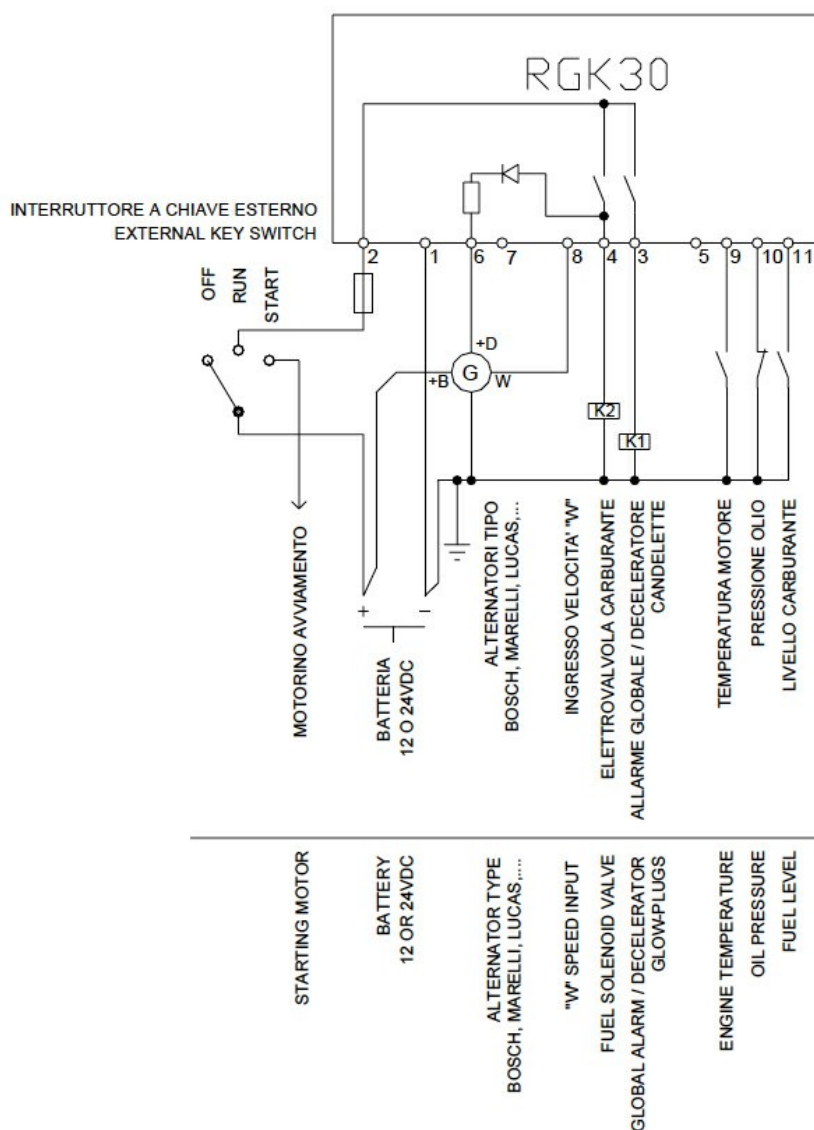 RGK30
INTERRUTTORE A CHIAVE ESTERNO
EXTERNAL KEY SWITCH
2 1 6 7 8 4 3 5 9 10 11
OFF
RUN
START
+D
+B G W
K2
K1
+ −
MOTORINO AVVIAMENTO
BATTERIA
12 O 24VDC
ALTERNATORI TIPO
BOSCH, MARELLI, LUCAS,...
INGRESSO VELOCITA' "W"
ELETTROVALVOLA CARBURANTE
ALLARME GLOBALE / DECELERATORE
CANDELETTE
TEMPERATURA MOTORE
PRESSIONE OLIO
LIVELLO CARBURANTE
STARTING MOTOR
BATTERY
12 OR 24VDC
ALTERNATOR TYPE
BOSCH, MARELLI, LUCAS,....
"W" SPEED INPUT
FUEL SOLENOID VALVE
GLOBAL ALARM / DECELERATOR
GLOW-PLUGS
ENGINE TEMPERATURE
OIL PRESSURE
FUEL LEVEL